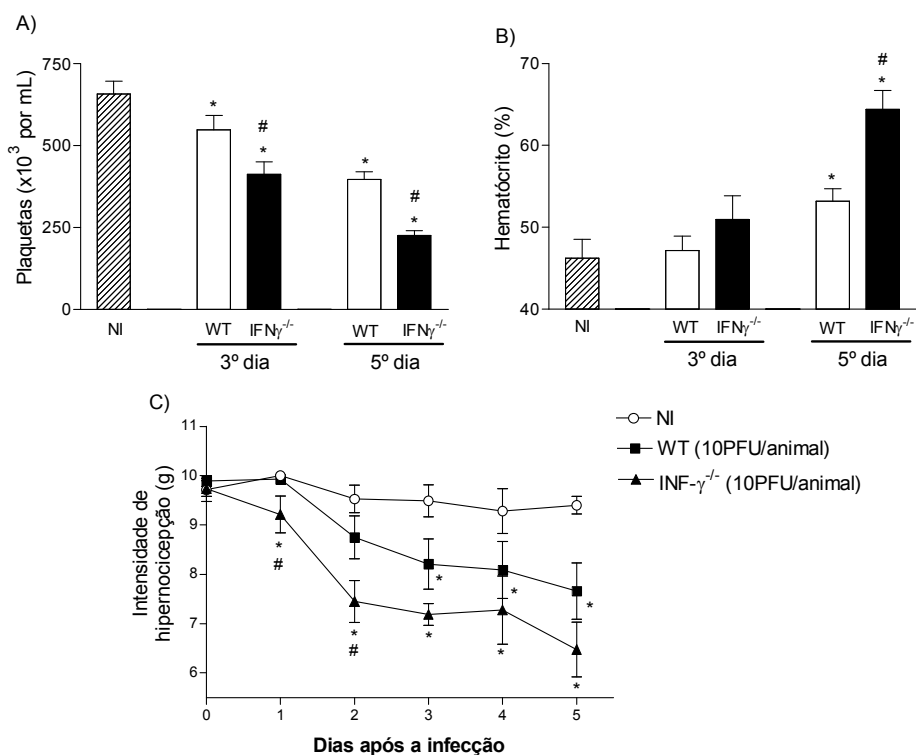 A)
Plaquetas (x10³ por mL)
750
500
250
0
*
#
*
*
#
*
NI
WT
IFNγ⁻/⁻
WT
IFNγ⁻/⁻
3º dia
5º dia
B)
Hematócrito (%)
70
60
50
40
*
#
*
NI
WT
IFNγ⁻/⁻
WT
IFNγ⁻/⁻
3º dia
5º dia
C)
Intensidade de
hipernocicepção (g)
11
10
9
8
7
6
*
#
*
#
*
*
*
*
*
*
0
1
2
3
4
5
Dias após a infecção
NI
WT (10PFU/animal)
INF-γ⁻/⁻ (10PFU/animal)